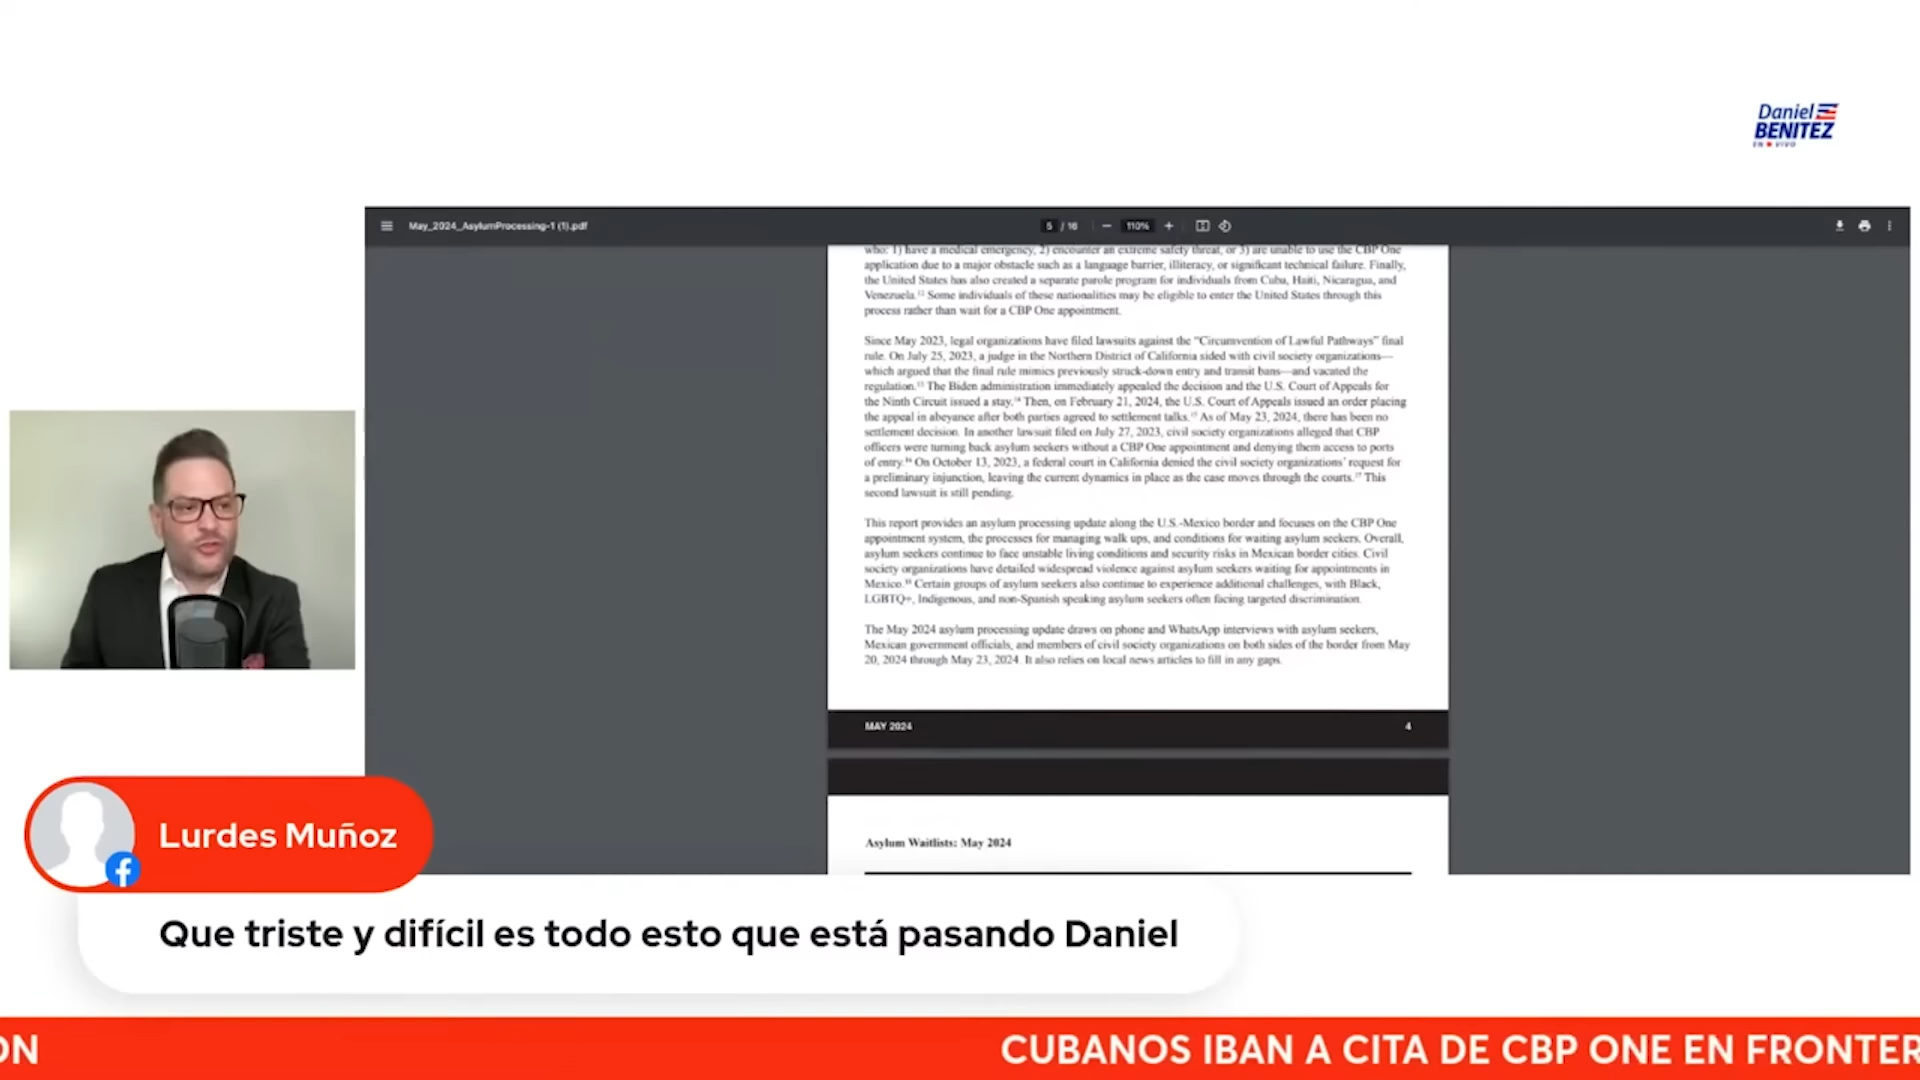 Daniel
BENITEZ
EN VIVO
May_2024_AsylumProcessing-1 (1).pdf
5 / 16
110%
who: 1) have a medical emergency, 2) encounter an extreme safety threat, or 3) are unable to use the CBP One
application due to a major obstacle such as a language barrier, illiteracy, or significant technical failure. Finally,
the United States has also created a separate parole program for individuals from Cuba, Haiti, Nicaragua, and
Venezuela.12 Some individuals of these nationalities may be eligible to enter the United States through this
process rather than wait for a CBP One appointment.
Since May 2023, legal organizations have filed lawsuits against the “Circumvention of Lawful Pathways” final
rule. On July 25, 2023, a judge in the Northern District of California sided with civil society organizations—
which argued that the final rule mimics previously struck-down entry and transit bans—and vacated the
regulation.13 The Biden administration immediately appealed the decision and the U.S. Court of Appeals for
the Ninth Circuit issued a stay.14 Then, on February 21, 2024, the U.S. Court of Appeals issued an order placing
the appeal in abeyance after both parties agreed to settlement talks.15 As of May 23, 2024, there has been no
settlement decision. In another lawsuit filed on July 27, 2023, civil society organizations alleged that CBP
officers were turning back asylum seekers without a CBP One appointment and denying them access to ports
of entry.16 On October 13, 2023, a federal court in California denied the civil society organizations’ request for
a preliminary injunction, leaving the current dynamics in place as the case moves through the courts.17 This
second lawsuit is still pending.
This report provides an asylum processing update along the U.S.-Mexico border and focuses on the CBP One
appointment system, the processes for managing walk ups, and conditions for waiting asylum seekers. Overall,
asylum seekers continue to face unstable living conditions and security risks in Mexican border cities. Civil
society organizations have detailed widespread violence against asylum seekers waiting for appointments in
Mexico.18 Certain groups of asylum seekers also continue to experience additional challenges, with Black,
LGBTQ+, Indigenous, and non-Spanish speaking asylum seekers often facing targeted discrimination.
The May 2024 asylum processing update draws on phone and WhatsApp interviews with asylum seekers,
Mexican government officials, and members of civil society organizations on both sides of the border from May
20, 2024 through May 23, 2024. It also relies on local news articles to fill in any gaps.
MAY 2024
4
Asylum Waitlists: May 2024
Lurdes Muñoz
Que triste y difícil es todo esto que está pasando Daniel
ON
CUBANOS IBAN A CITA DE CBP ONE EN FRONTER